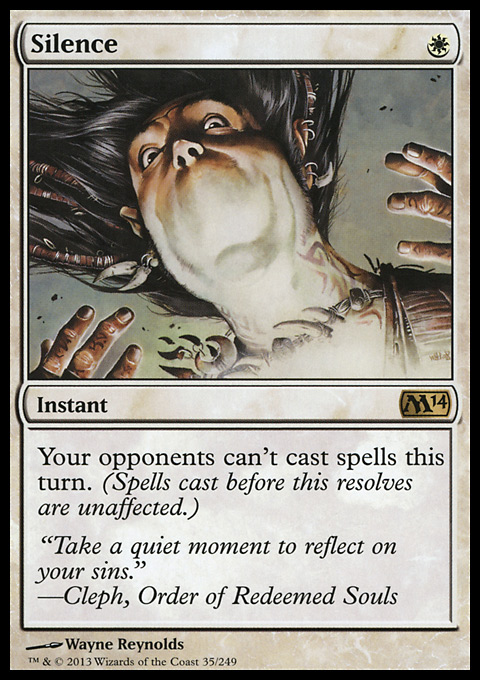 Silence
Instant
M14
Your opponents can't cast spells this
turn. (Spells cast before this resolves
are unaffected.)
"Take a quiet moment to reflect on
your sins."
—Cleph, Order of Redeemed Souls
Wayne Reynolds
™ & © 2013 Wizards of the Coast 35/249